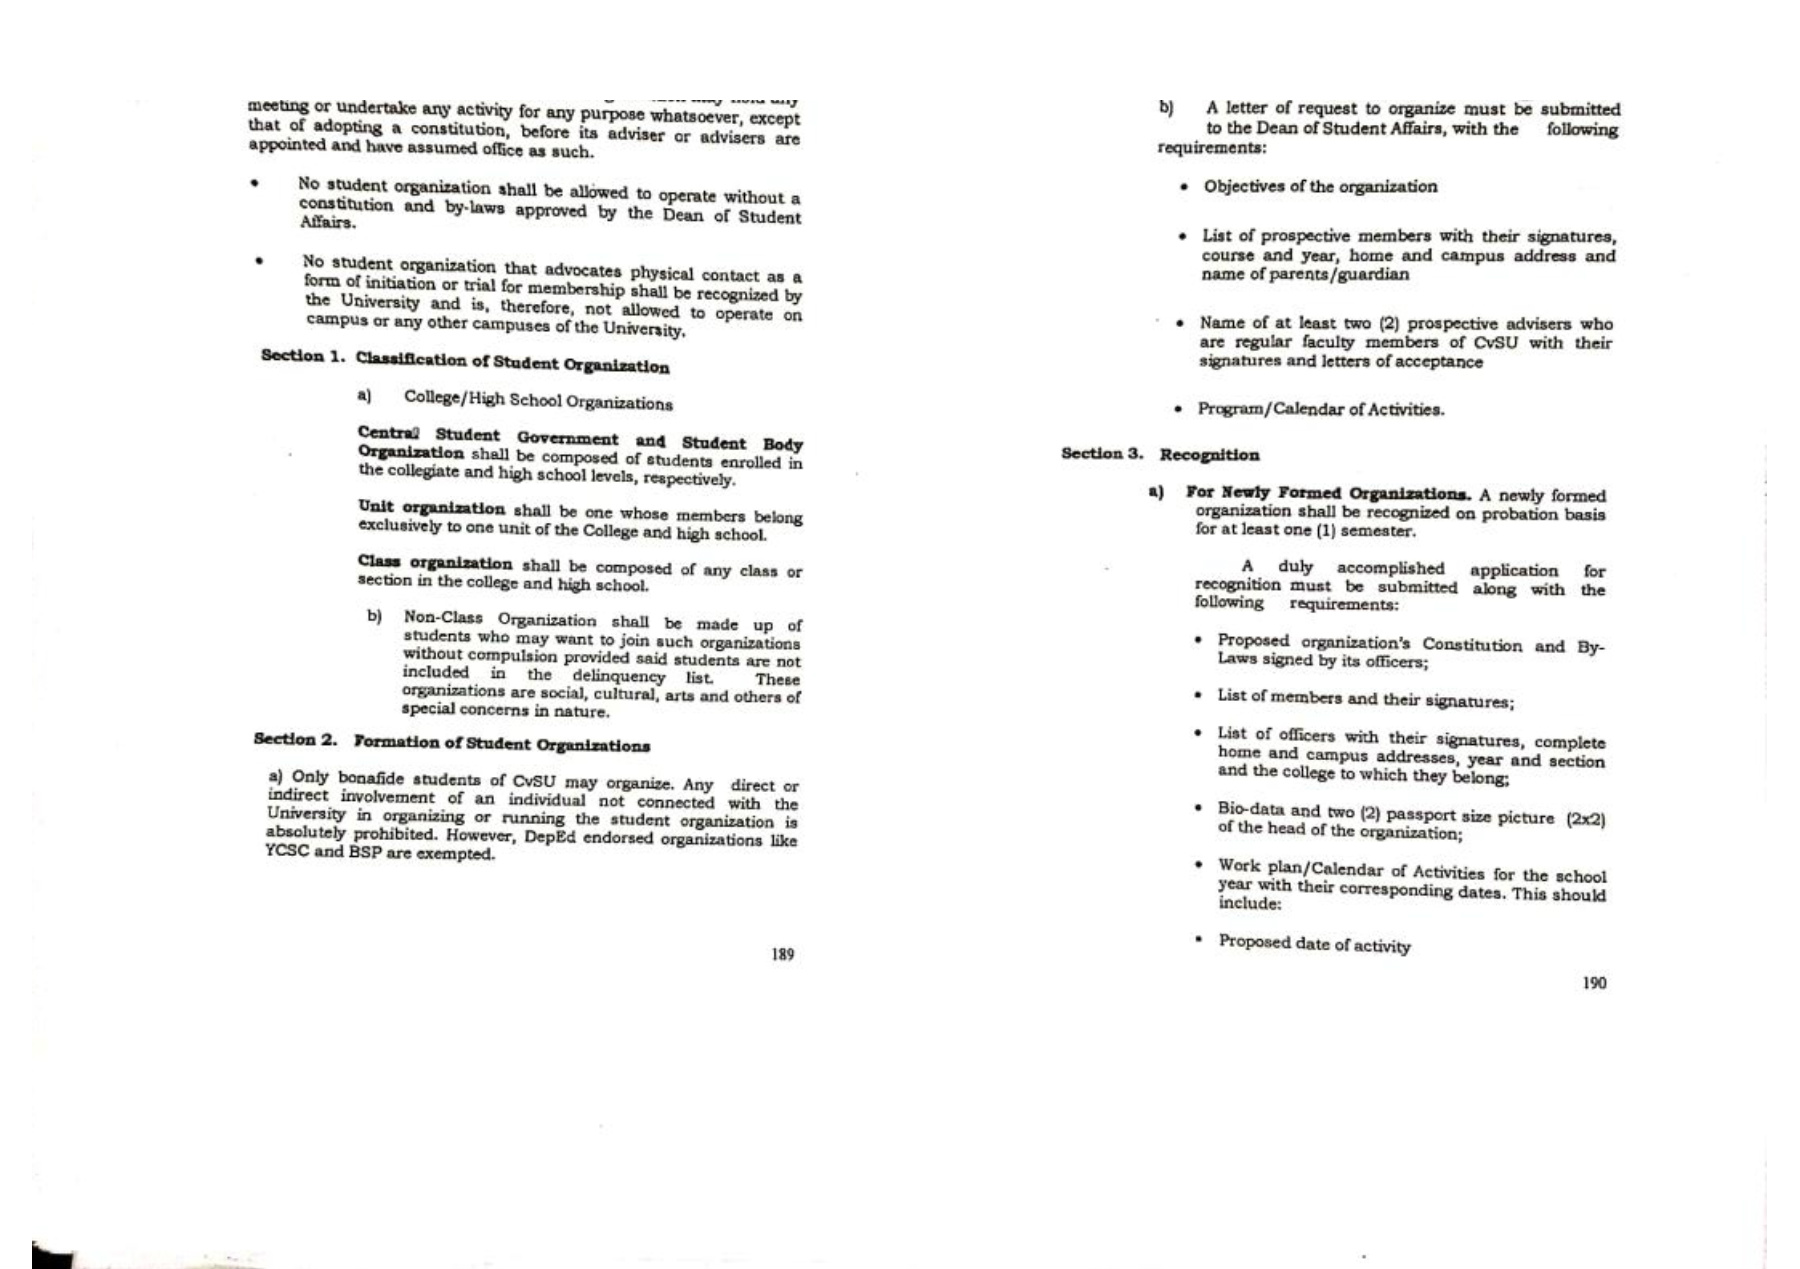 meeting or undertake any activity for any purpose whatsoever, except
that of adopting a constitution, before its adviser or advisers are
appointed and have assumed office as such.
• No student organization shall be allowed to operate without a
constitution and by-laws approved by the Dean of Student
Affairs.
• No student organization that advocates physical contact as a
form of initiation or trial for membership shall be recognized by
the University and is, therefore, not allowed to operate on
campus or any other campuses of the University.
Section 1. Classification of Student Organization
a) College/High School Organizations
Central Student Government and Student Body
Organization shall be composed of students enrolled in
the collegiate and high school levels, respectively.
Unit organization shall be one whose members belong
exclusively to one unit of the College and high school.
Class organization shall be composed of any class or
section in the college and high school.
b) Non-Class Organization shall be made up of
students who may want to join such organizations
without compulsion provided said students are not
included in the delinquency list. These
organizations are social, cultural, arts and others of
special concerns in nature.
Section 2. Formation of Student Organizations
a) Only bonafide students of CvSU may organize. Any direct or
indirect involvement of an individual not connected with the
University in organizing or running the student organization is
absolutely prohibited. However, DepEd endorsed organizations like
YCSC and BSP are exempted.
189
b) A letter of request to organize must be submitted
to the Dean of Student Affairs, with the following
requirements:
• Objectives of the organization
• List of prospective members with their signatures,
course and year, home and campus address and
name of parents/guardian
• Name of at least two (2) prospective advisers who
are regular faculty members of CvSU with their
signatures and letters of acceptance
• Program/Calendar of Activities.
Section 3. Recognition
a) For Newly Formed Organizations. A newly formed
organization shall be recognized on probation basis
for at least one (1) semester.
A duly accomplished application for
recognition must be submitted along with the
following requirements:
• Proposed organization's Constitution and By-
Laws signed by its officers;
• List of members and their signatures;
• List of officers with their signatures, complete
home and campus addresses, year and section
and the college to which they belong;
• Bio-data and two (2) passport size picture (2x2)
of the head of the organization;
• Work plan/Calendar of Activities for the school
year with their corresponding dates. This should
include:
• Proposed date of activity
190